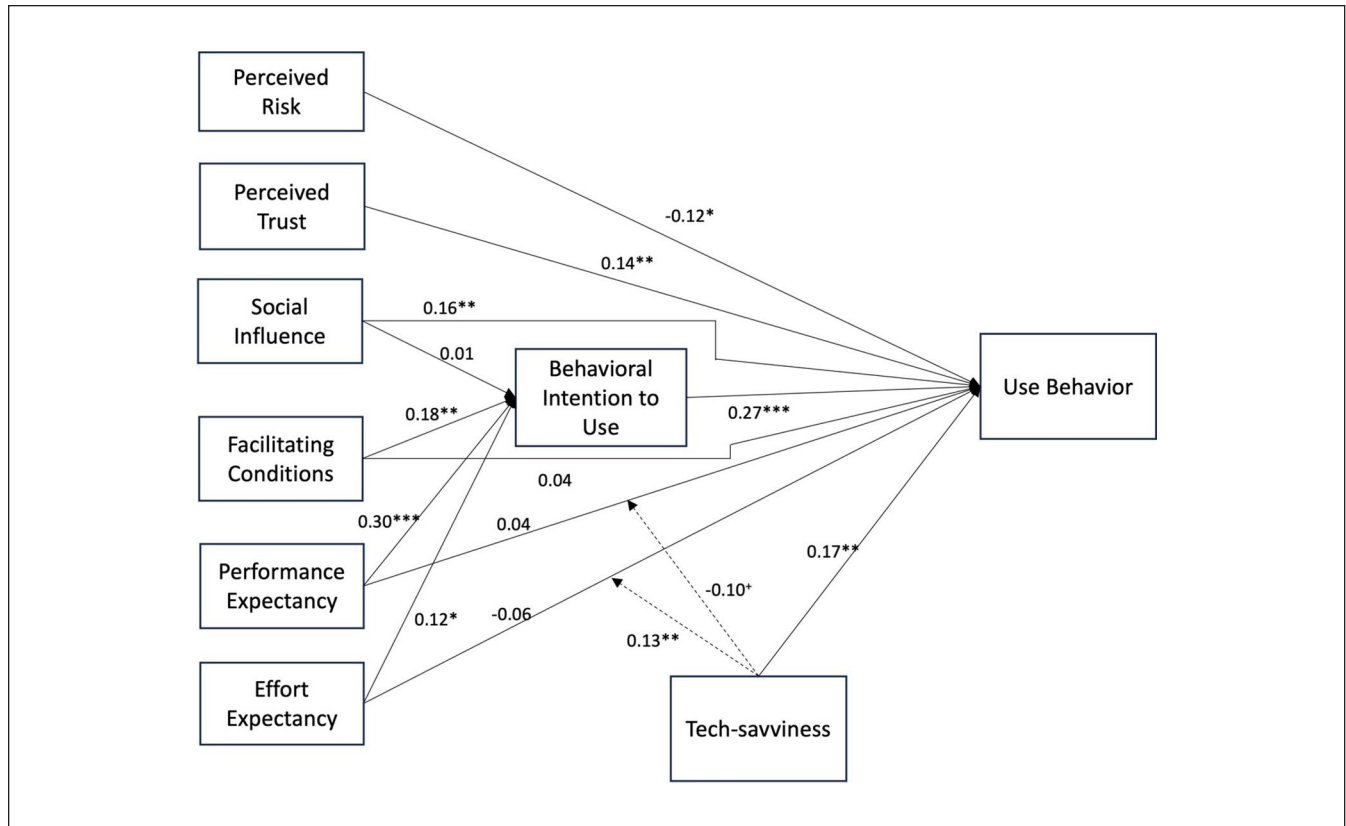 Perceived
Risk
Perceived
Trust
-0.12*
0.14**
Social
Influence
0.16**
0.01
Behavioral
Intention to
Use
Use Behavior
0.18**
0.27***
Facilitating
Conditions
0.04
0.30***
0.04
Performance
Expectancy
0.17**
-0.10⁺
0.12*
-0.06
0.13**
Effort
Expectancy
Tech-savviness